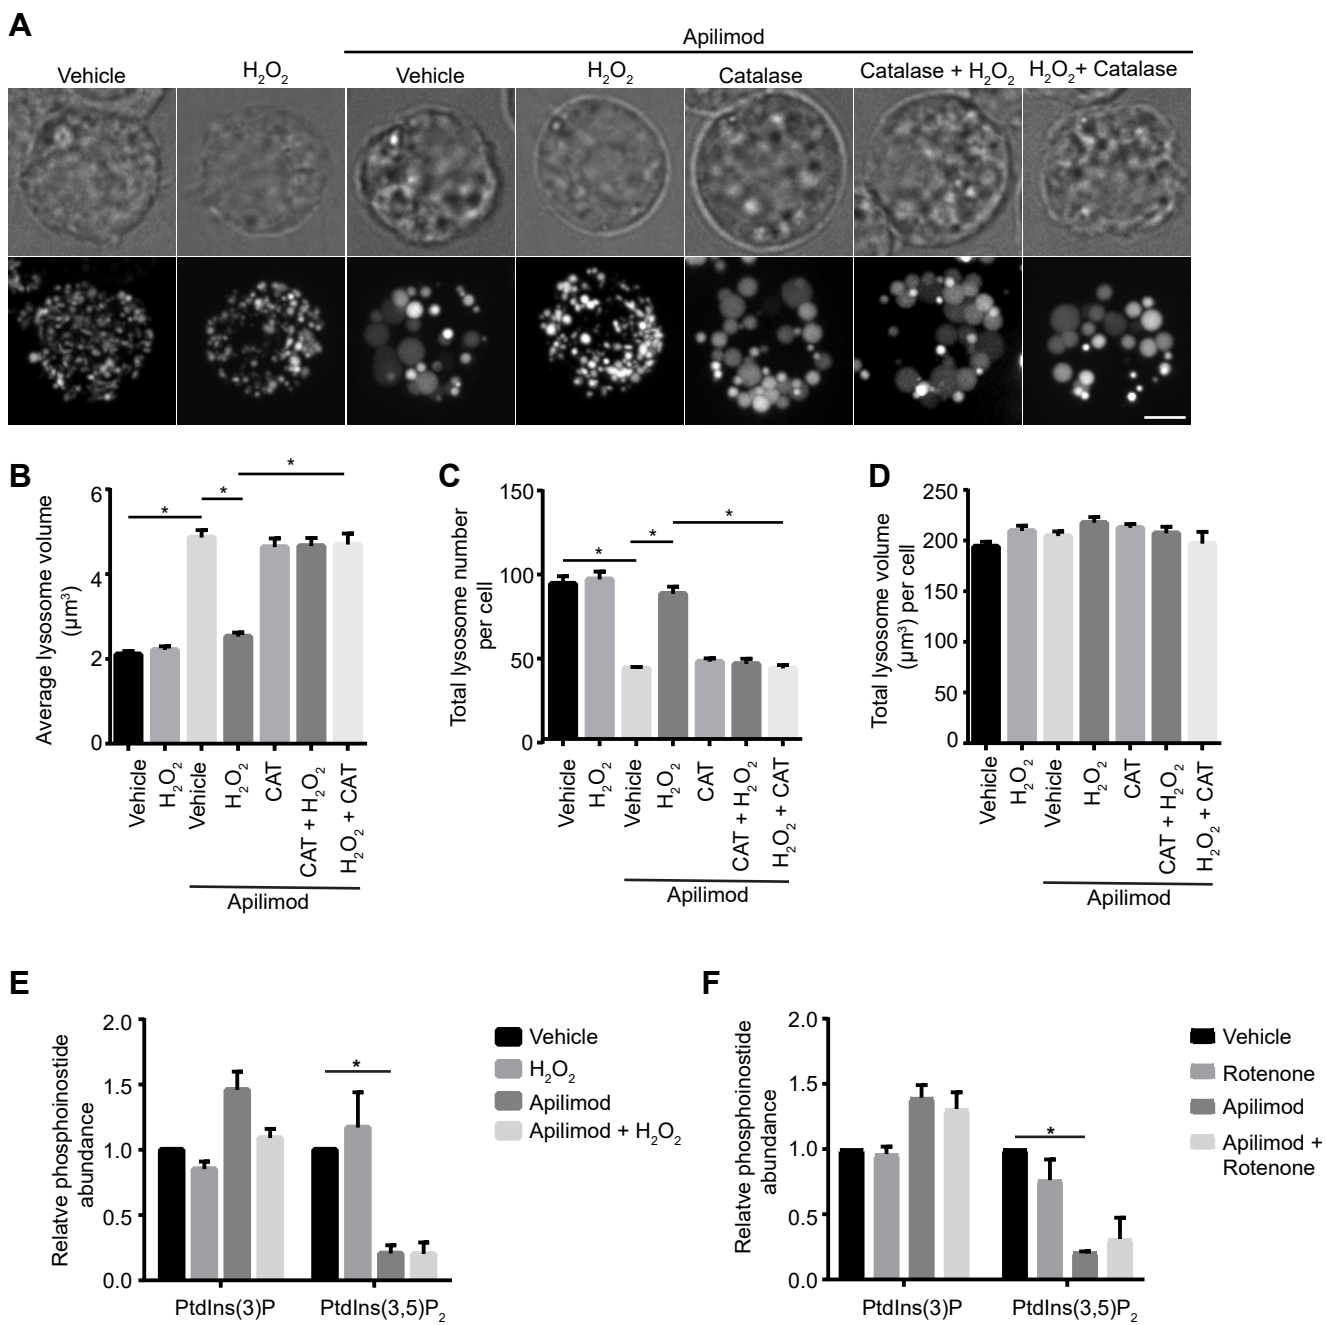 A
Apilimod
Vehicle
H₂O₂
Vehicle
H₂O₂
Catalase
Catalase + H₂O₂
H₂O₂+ Catalase
B
Average lysosome volume
(µm³)
6
4
2
0
*
*
*
Vehicle
H₂O₂
Vehicle
H₂O₂
CAT
CAT + H₂O₂
H₂O₂ + CAT
Apilimod
C
Total lysosome number
per cell
150
100
50
0
*
*
*
Vehicle
H₂O₂
Vehicle
H₂O₂
CAT
CAT + H₂O₂
H₂O₂ + CAT
Apilimod
D
Total lysosome volume
(µm³) per cell
250
200
150
100
50
0
Vehicle
H₂O₂
Vehicle
H₂O₂
CAT
CAT + H₂O₂
H₂O₂ + CAT
Apilimod
E
Relatve phosphoinostide
abundance
2.0
1.5
1.0
0.5
0.0
*
PtdIns(3)P
PtdIns(3,5)P₂
Vehicle
H₂O₂
Apilimod
Apilimod + H₂O₂
F
Relatve phosphoinostide
abundance
2.0
1.5
1.0
0.5
0.0
*
PtdIns(3)P
PtdIns(3,5)P₂
Vehicle
Rotenone
Apilimod
Apilimod +
Rotenone